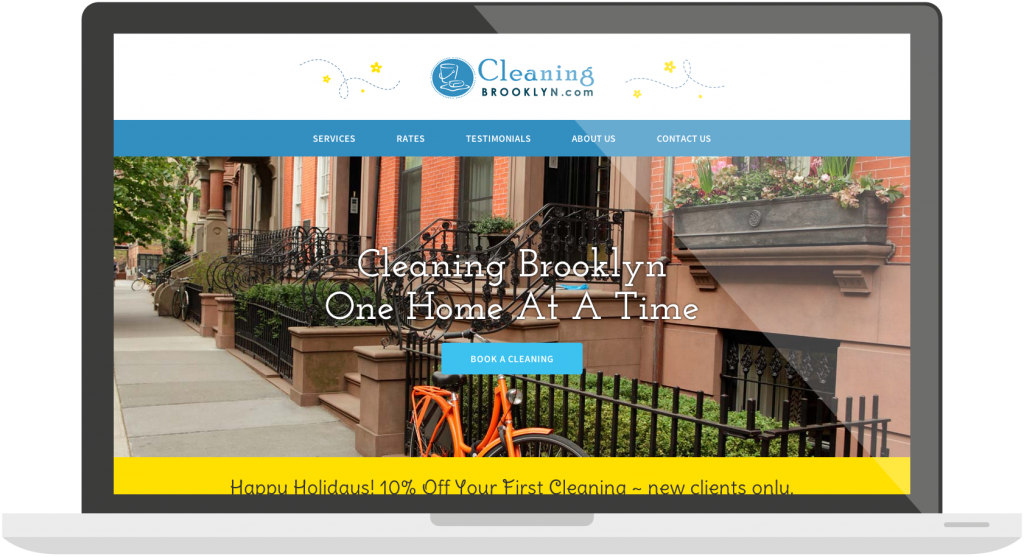 Cleaning
BROOKLYN.com
SERVICES RATES TESTIMONIALS ABOUT US CONTACT US
Cleaning Brooklyn
One Home At A Time
BOOK A CLEANING
Happy Holidays! 10% Off Your First Cleaning ~ new clients only.